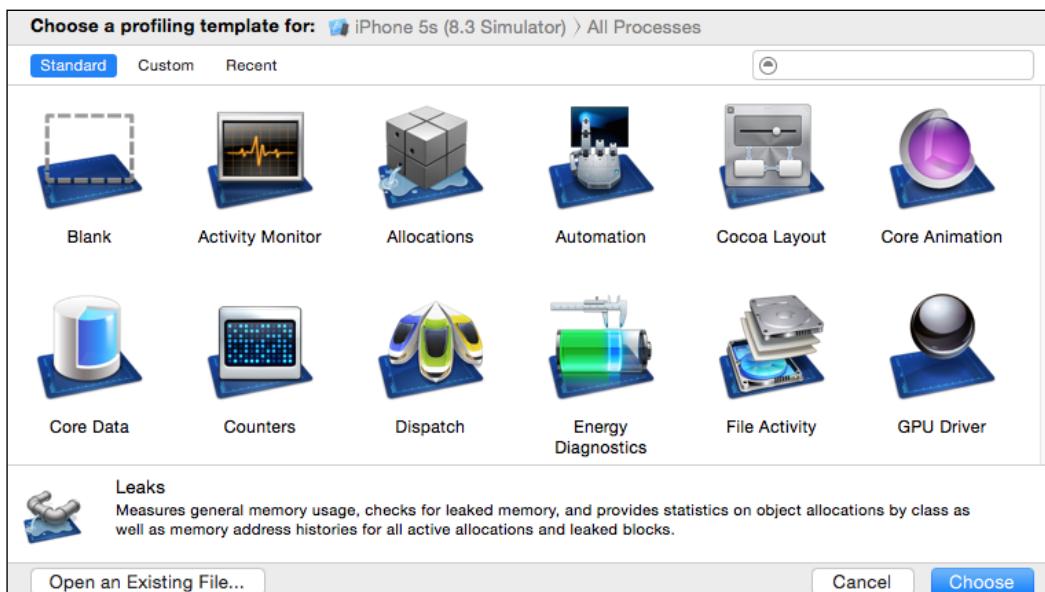 Choose a profiling template for: iPhone 5s (8.3 Simulator) 〉 All Processes
Standard Custom Recent
Blank Activity Monitor Allocations Automation Cocoa Layout Core Animation
Core Data Counters Dispatch Energy Diagnostics File Activity GPU Driver
Leaks
Measures general memory usage, checks for leaked memory, and provides statistics on object allocations by class as
well as memory address histories for all active allocations and leaked blocks.
Open an Existing File... Cancel Choose